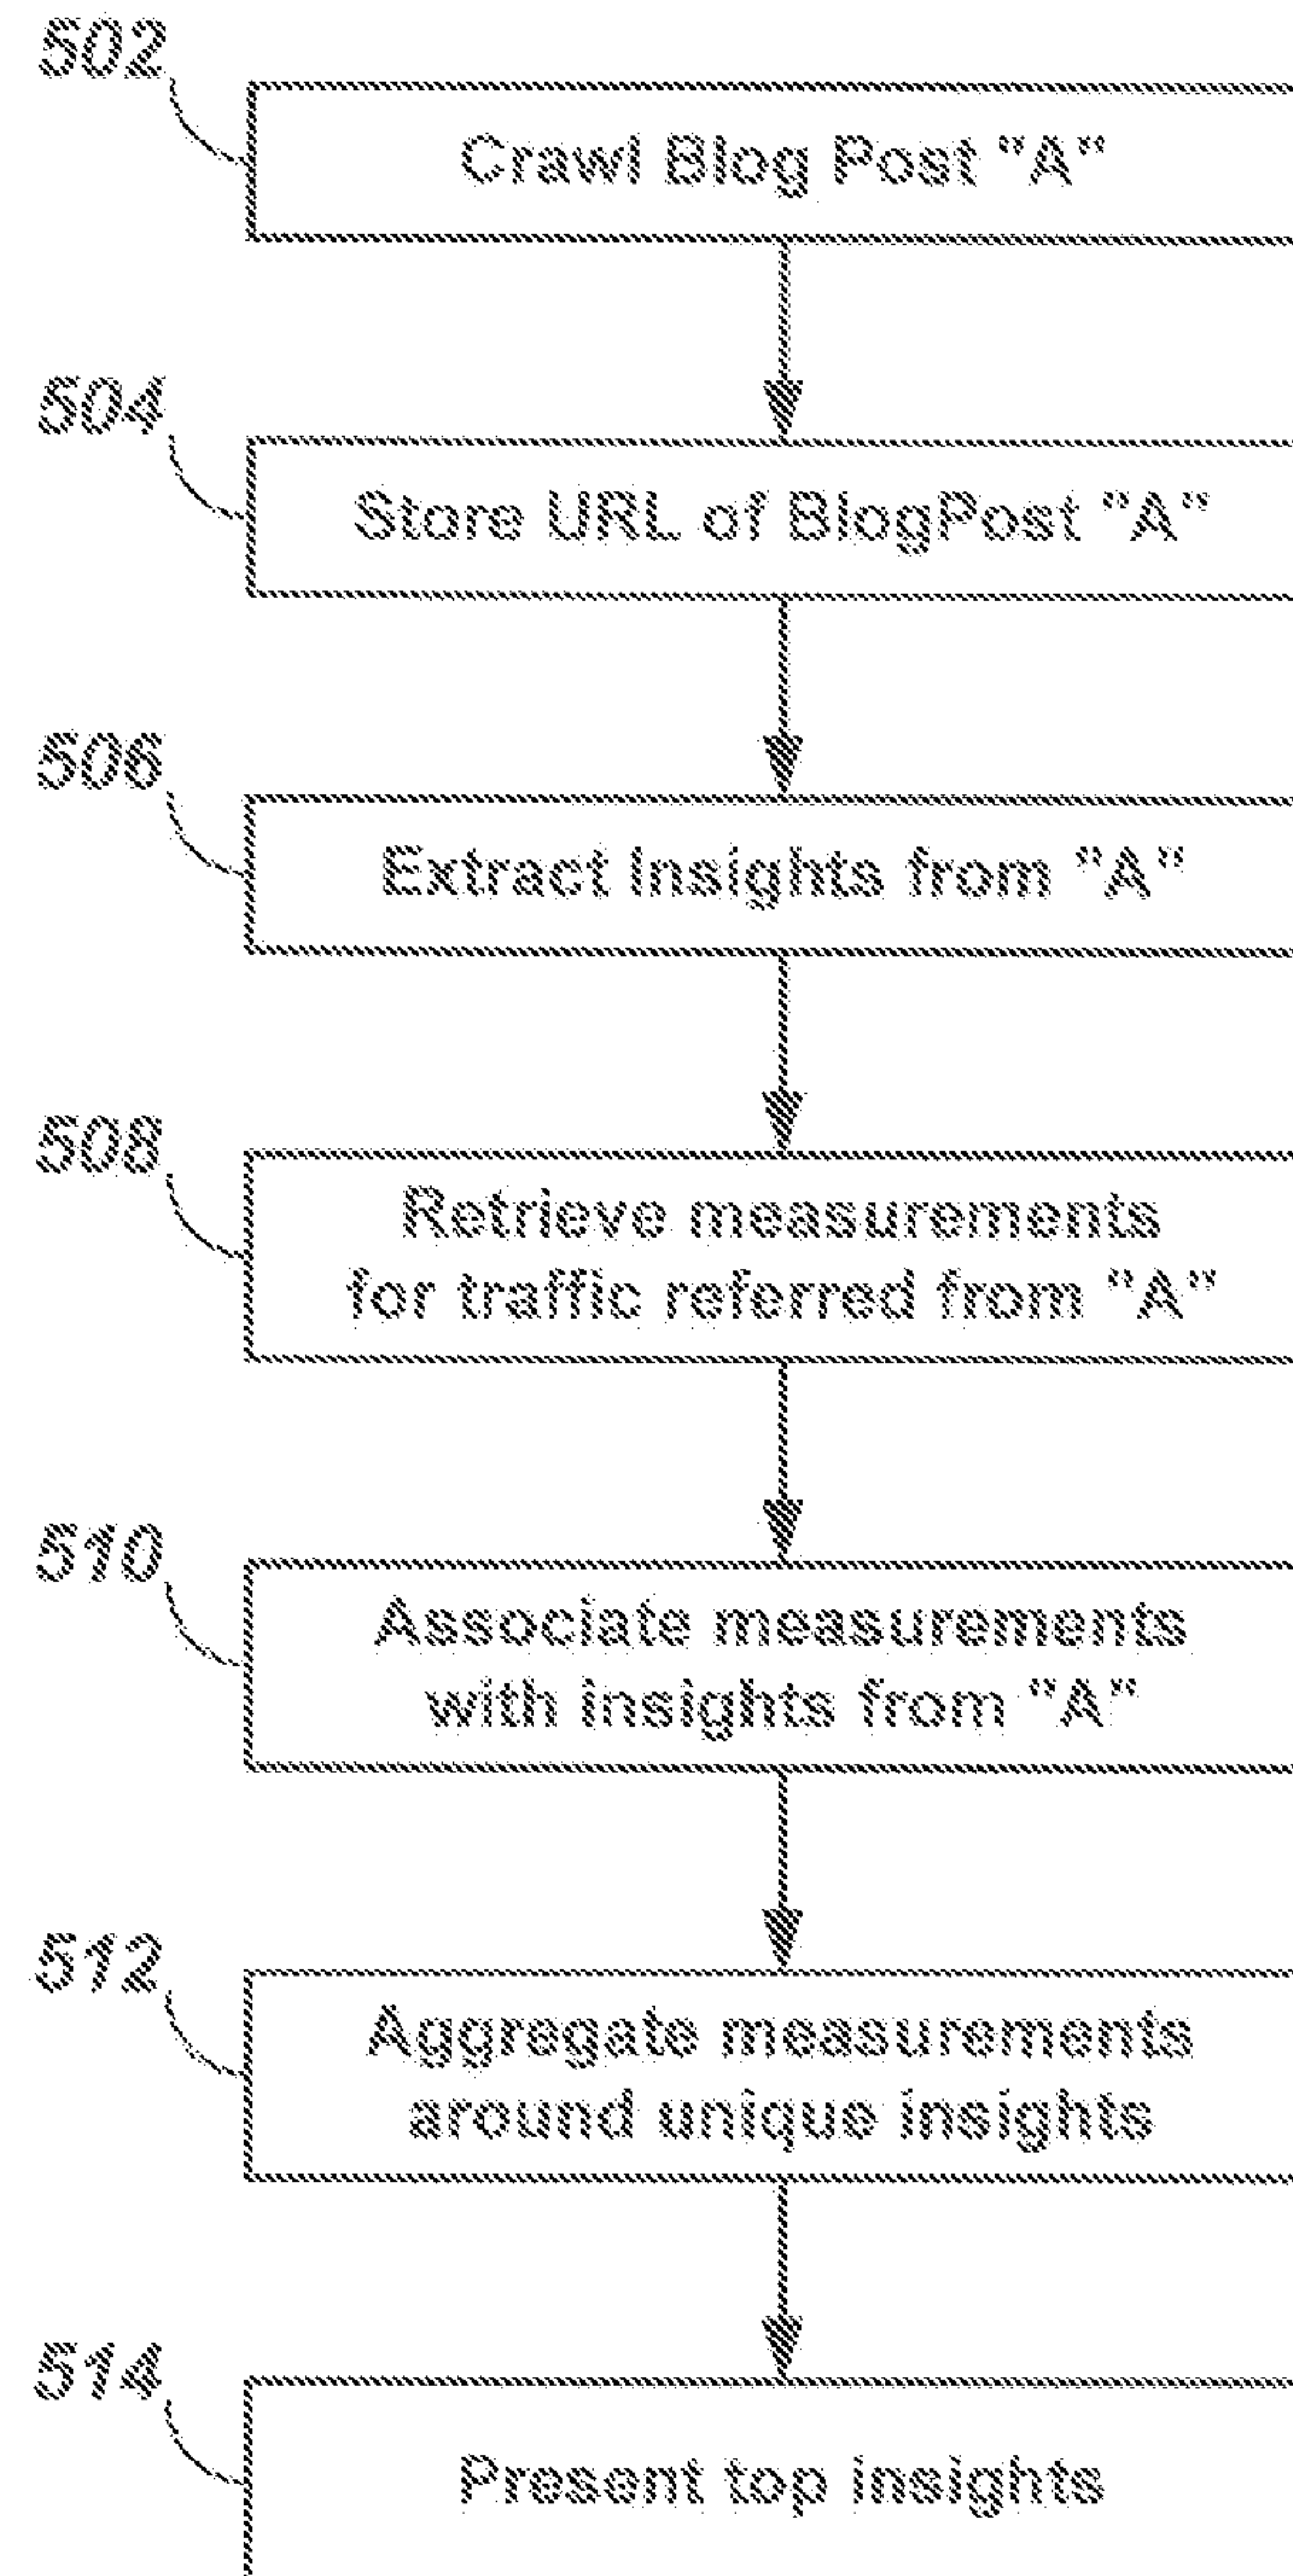 502
Crawl Blog Post "A"
504
Store URL of BlogPost "A"
506
Extract Insights from "A"
508
Retrieve measurements
for traffic referred from "A"
510
Associate measurements
with insights from "A"
512
Aggregate measurements
around unique insights
514
Present top insights